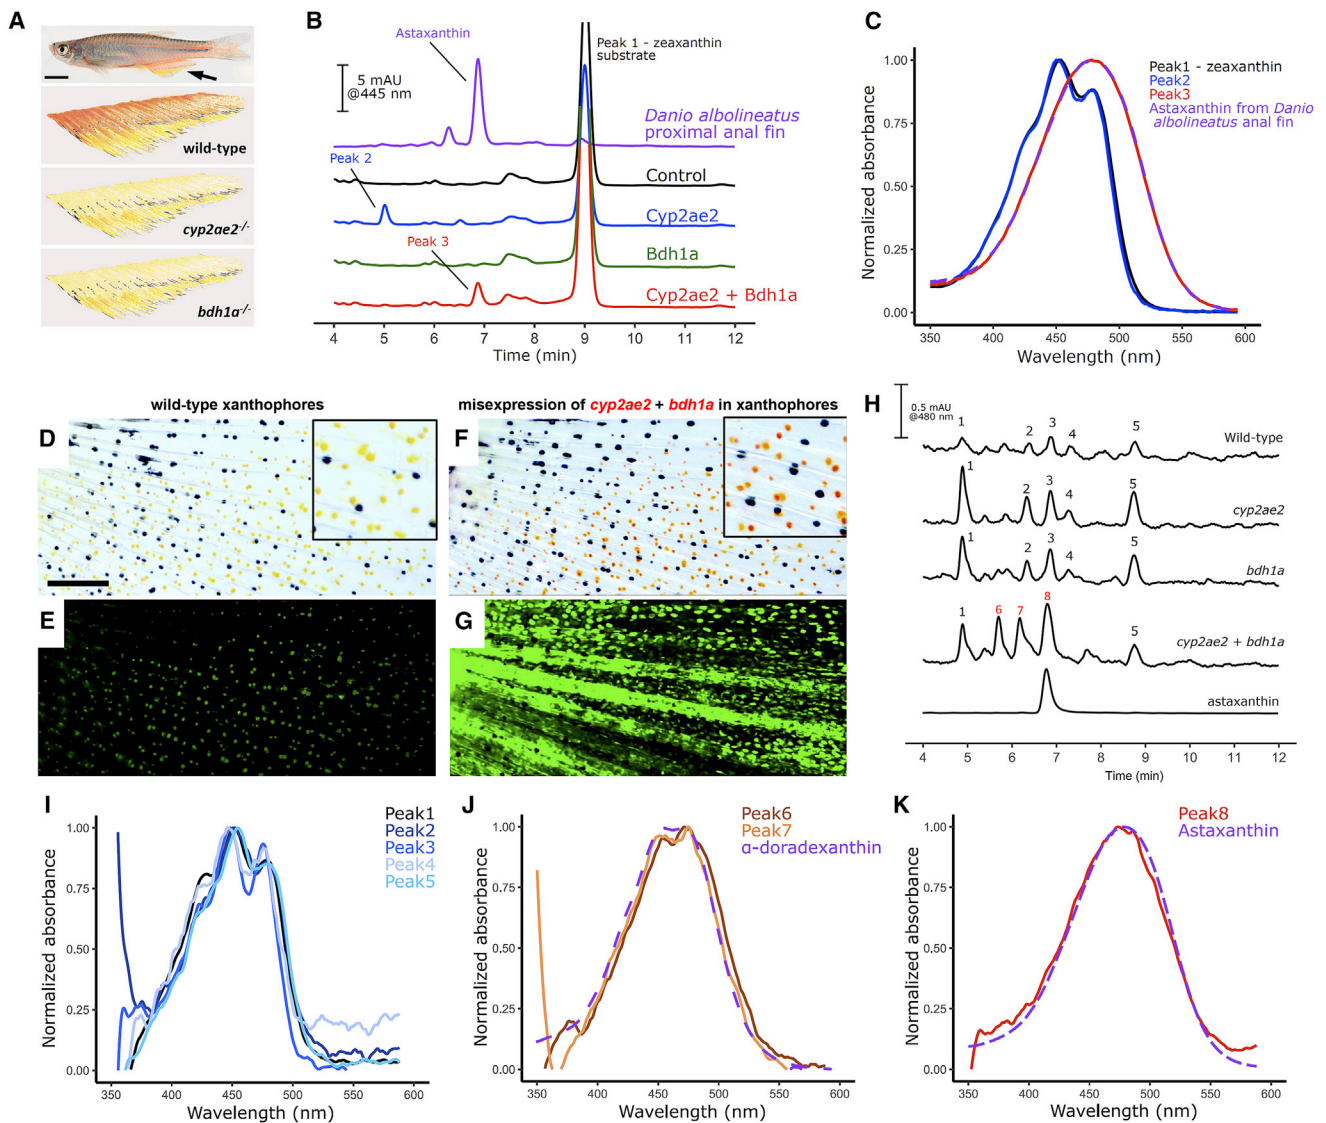 A
wild-type
cyp2ae2-/-
bdh1a-/-
B
Astaxanthin
5 mAU
@445 nm
Peak 1 - zeaxanthin
substrate
Danio albolineatus
proximal anal fin
Peak 2
Control
Cyp2ae2
Peak 3
Bdh1a
Cyp2ae2 + Bdh1a
4 5 6 7 8 9 10 11 12
Time (min)
C
Normalized absorbance
1.00
0.75
0.50
0.25
0.00
Peak1 - zeaxanthin
Peak2
Peak3
Astaxanthin from Danio
albolineatus anal fin
350 400 450 500 550 600
Wavelength (nm)
wild-type xanthophores
misexpression of cyp2ae2 + bdh1a in xanthophores
D
F
E
G
H
0.5 mAU
@480 nm
1 2 3 4 5
Wild-type
1 2 3 4 5
cyp2ae2
1 2 3 4 5
bdh1a
1 6 7 8 5
cyp2ae2 + bdh1a
astaxanthin
4 5 6 7 8 9 10 11 12
Time (min)
I
Normalized absorbance
1.00
0.75
0.50
0.25
0.00
Peak1
Peak2
Peak3
Peak4
Peak5
350 400 450 500 550 600
Wavelength (nm)
J
Normalized absorbance
1.00
0.75
0.50
0.25
0.00
Peak6
Peak7
α-doradexanthin
350 400 450 500 550 600
Wavelength (nm)
K
Normalized absorbance
1.00
0.75
0.50
0.25
0.00
Peak8
Astaxanthin
350 400 450 500 550 600
Wavelength (nm)